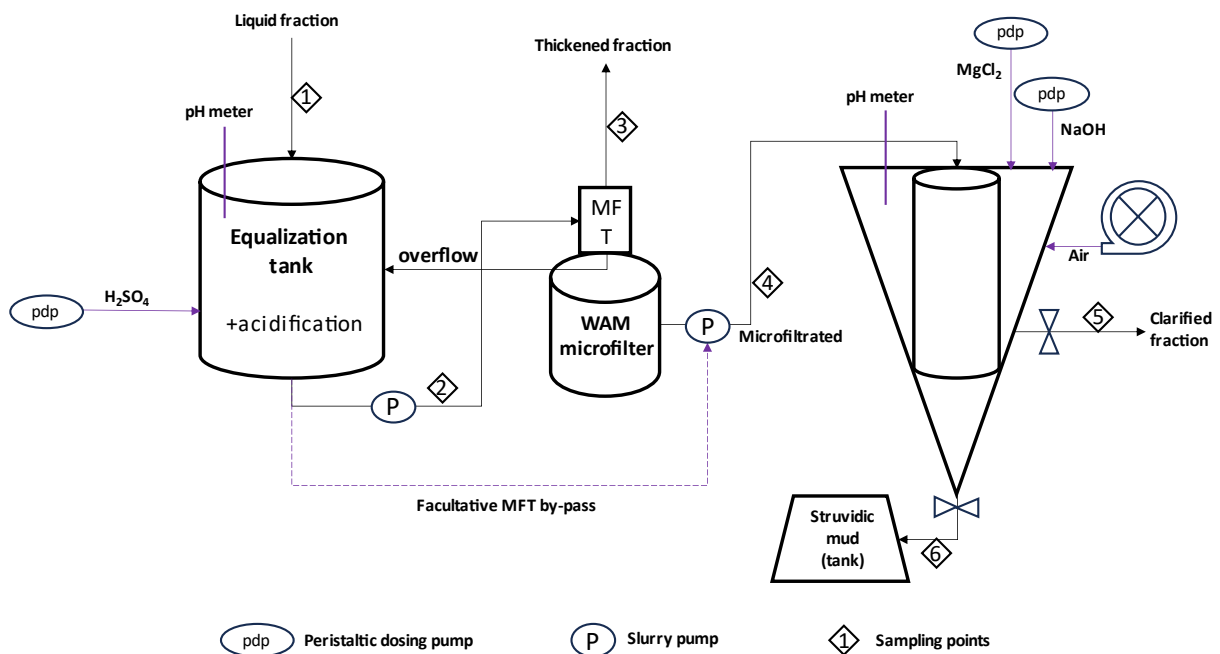 Liquid fraction
1
pH meter
Equalization
tank
+acidification
pdp
H₂SO₄
P
2
overflow
Thickened fraction
3
MF
T
WAM
microfilter
P
4
Microfiltrated
Facultative MFT by-pass
pdp
MgCl₂
pdp
NaOH
pH meter
Air
5
Clarified
fraction
6
Struvidic
mud
(tank)
pdp
Peristaltic dosing pump
P
Slurry pump
1
Sampling points